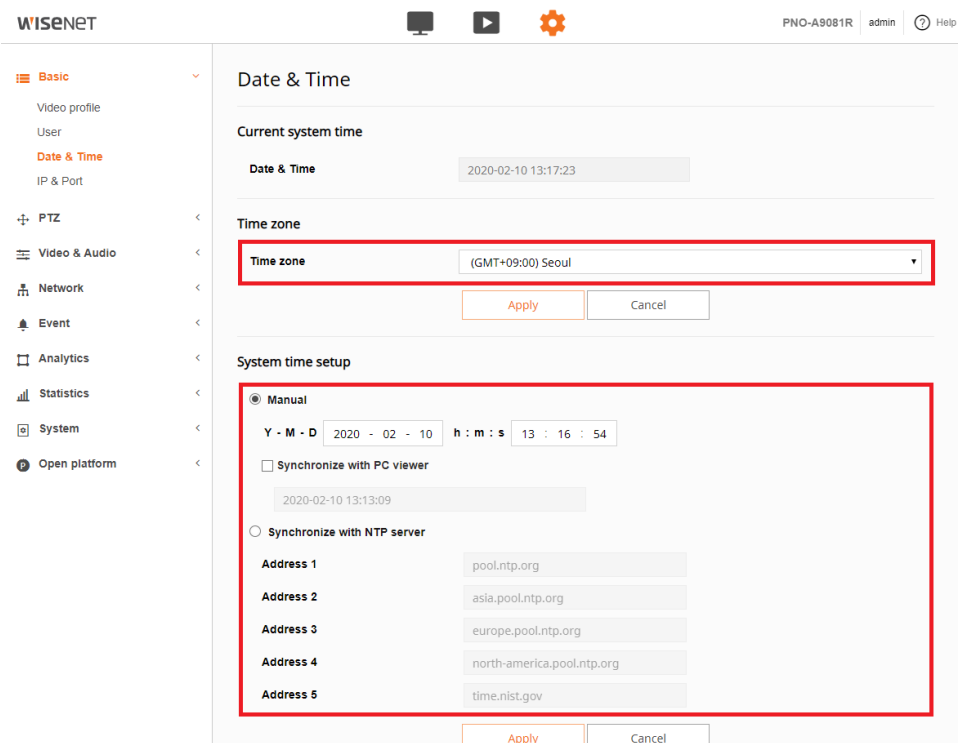 WISENET
PNO-A9081R admin Help
Basic
Video profile
User
Date & Time
IP & Port
PTZ
Video & Audio
Network
Event
Analytics
Statistics
System
Open platform
Date & Time
Current system time
Date & Time 2020-02-10 13:17:23
Time zone
Time zone (GMT+09:00) Seoul
Apply Cancel
System time setup
Manual
Y - M - D 2020 - 02 - 10 h : m : s 13 : 16 : 54
Synchronize with PC viewer
2020-02-10 13:13:09
Synchronize with NTP server
Address 1 pool.ntp.org
Address 2 asia.pool.ntp.org
Address 3 europe.pool.ntp.org
Address 4 north-america.pool.ntp.org
Address 5 time.nist.gov
Apply Cancel